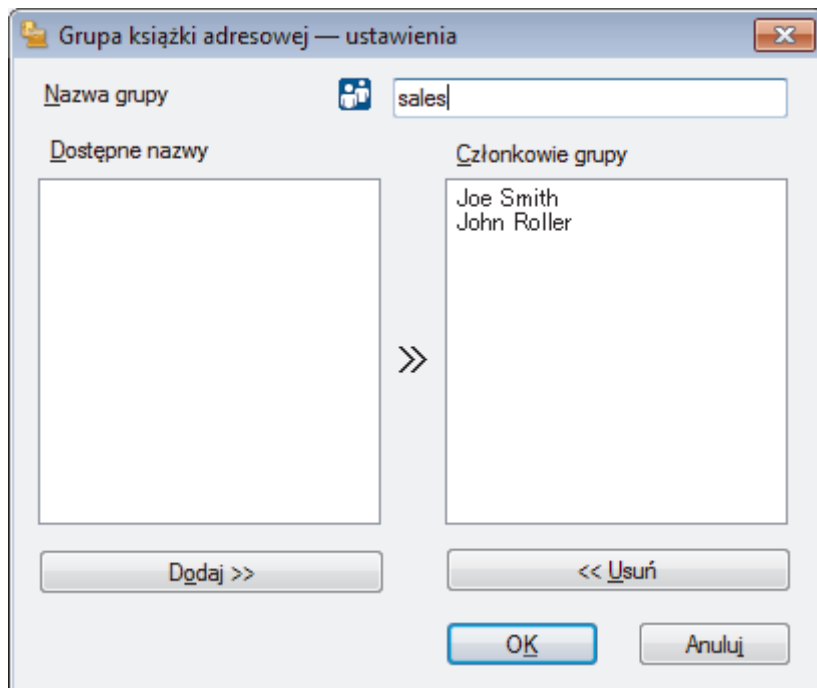 Grupa książki adresowej — ustawienia
Nazwa grupy
sales
Dostępne nazwy
Członkowie grupy
Joe Smith
John Roller
Dodaj >>
<< Usuń
OK
Anuluj